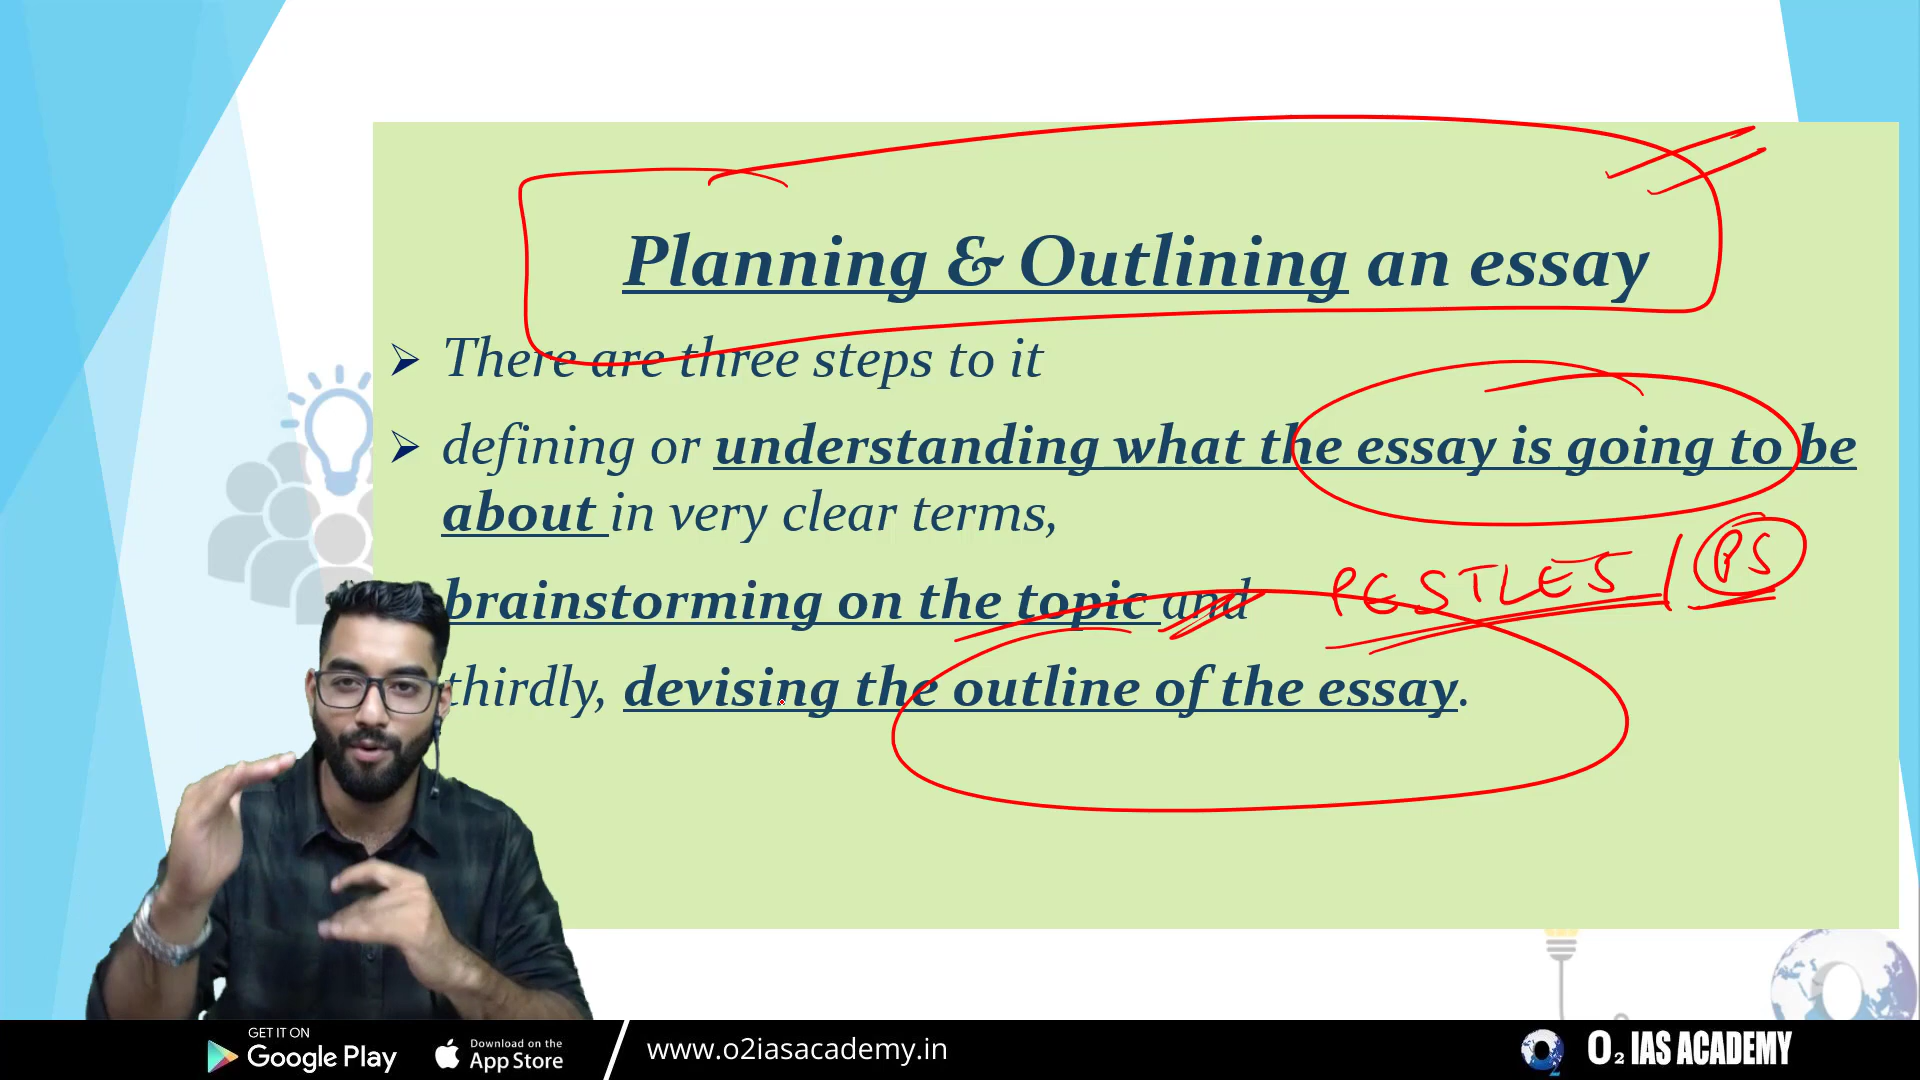 Planning & Outlining an essay
There are three steps to it
defining or understanding what the essay is going to be
about in very clear terms,
brainstorming on the topic and
PESTLES / PS
thirdly, devising the outline of the essay.
GET IT ON
Google Play
Download on the
App Store
www.o2iasacademy.in
O2 IAS ACADEMY